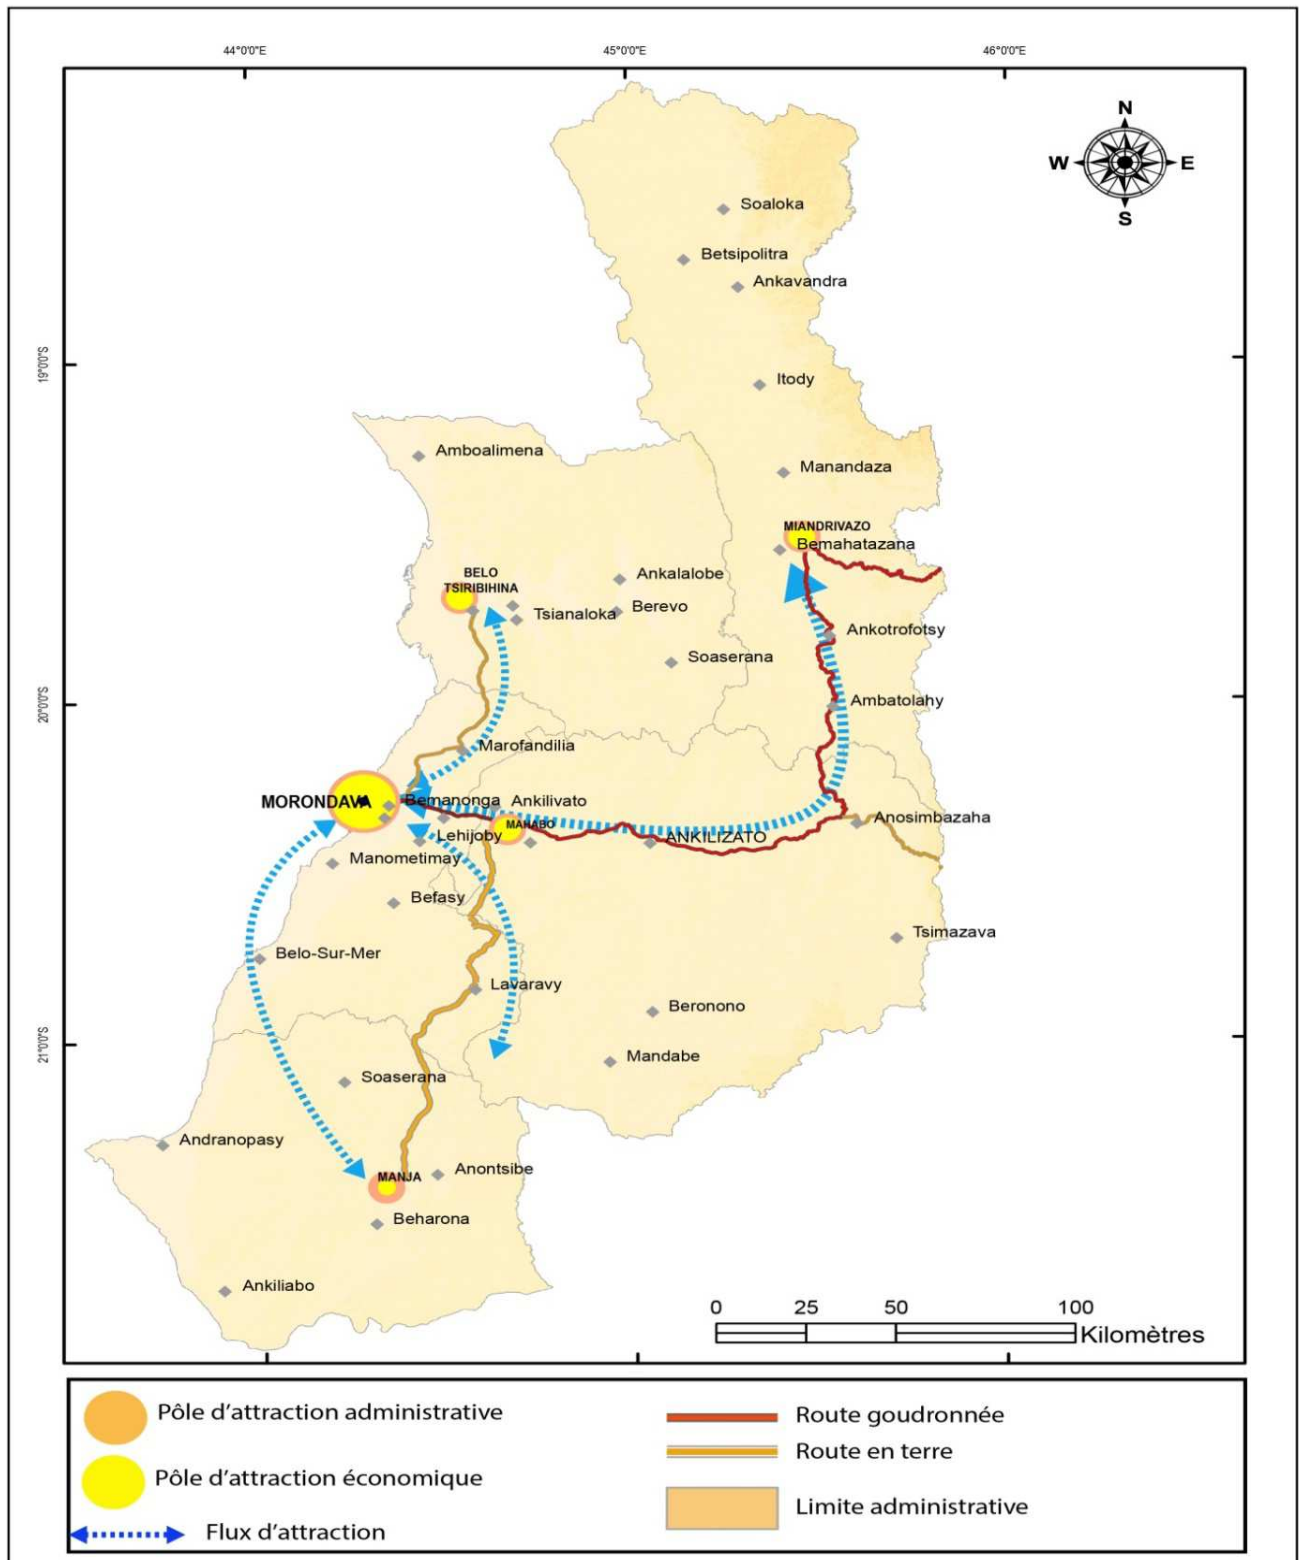 44°0'0"E
45°0'0"E
46°0'0"E
N
W
E
S
Soaloka
Betsipolitra
Ankavandra
19°0'0"S
Itody
Amboalimena
Manandaza
MIANDRIVAZO
Bemahatazana
BELO
TSIRIBIHINA
Ankalalobe
Tsianaloka
Berevo
Ankotrofotsy
Soaserana
20°0'0"S
Ambatolahy
Marofandilia
MORONDAVA
Bemanonga
Ankilivato
Anosimbazaha
MAHABO
Lehijoby
ANKILIZATO
Manometimay
Befasy
Tsimazava
Belo-Sur-Mer
Lavaravy
Beronono
21°0'0"S
Mandabe
Soaserana
Andranopasy
MANJA
Anontsibe
Beharona
Ankiliabo
0
25
50
100
Kilomètres
Pôle d'attraction administrative
Route goudronnée
Route en terre
Pôle d'attraction économique
Limite administrative
Flux d'attraction